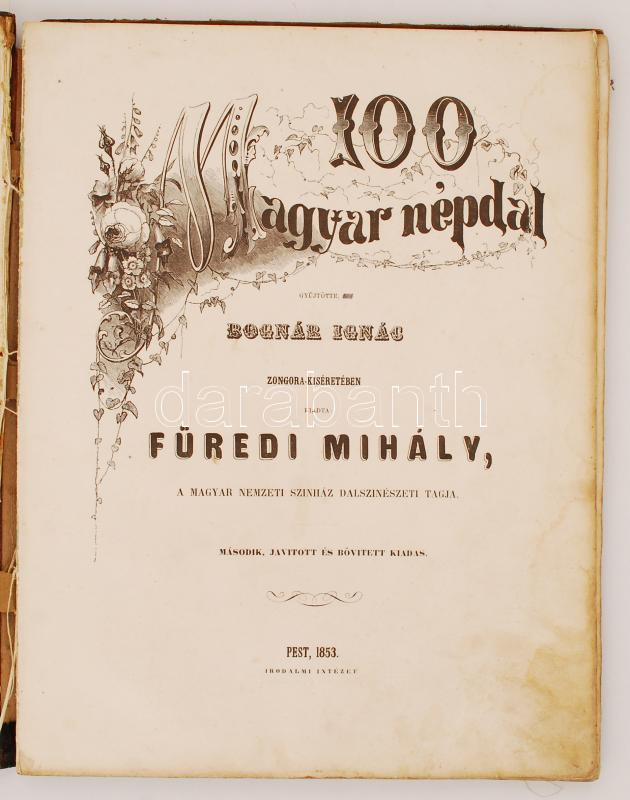 100
Magyar népdal
GYŰJTÖTTE,
BOGNÁR IGNÁC
ZONGORA-KISÉRETÉBEN
KIADTA
FÜREDI MIHÁLY,
A MAGYAR NEMZETI SZINHÁZ DALSZINÉSZETI TAGJA.
MÁSODIK, JAVITOTT ÉS BŐVITETT KIADAS.
PEST, 1853.
IRODALMI INTÉZET
darabanth